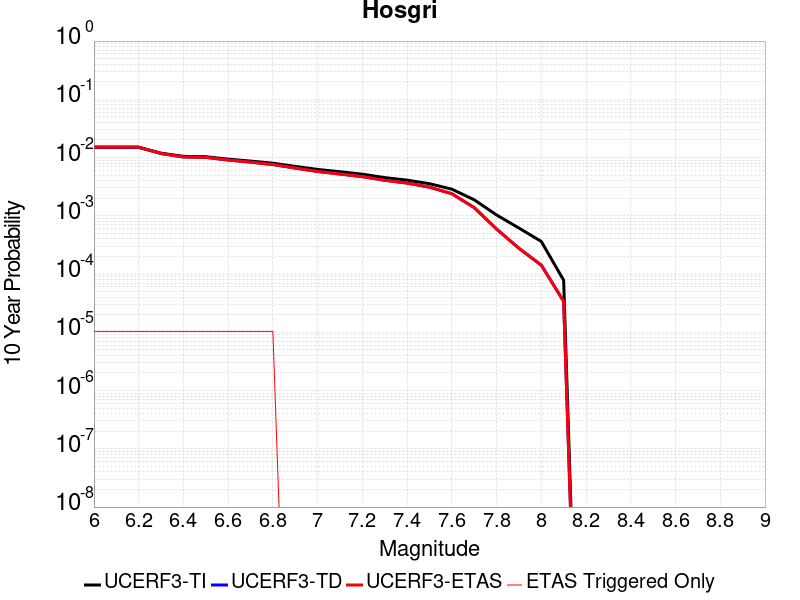 Hosgri
10 Year Probability
10^0
10^-1
10^-2
10^-3
10^-4
10^-5
10^-6
10^-7
10^-8
6 6.2 6.4 6.6 6.8 7 7.2 7.4 7.6 7.8 8 8.2 8.4 8.6 8.8 9
Magnitude
UCERF3-TI UCERF3-TD UCERF3-ETAS ETAS Triggered Only